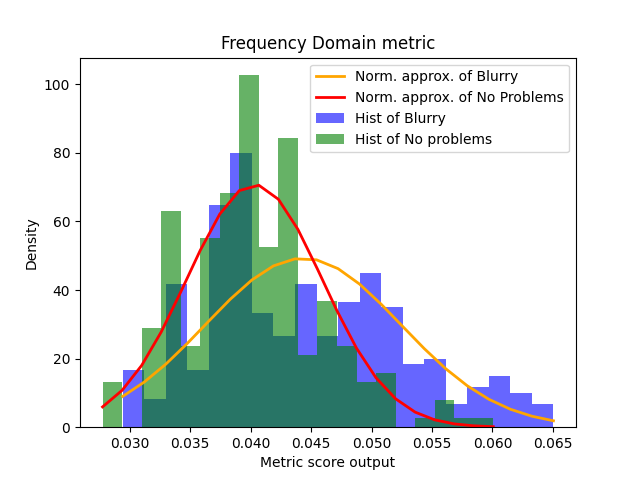 Frequency Domain metric
Norm. approx. of Blurry
Norm. approx. of No Problems
Hist of Blurry
Hist of No problems
100
80
60
40
20
0
Density
0.030 0.035 0.040 0.045 0.050 0.055 0.060 0.065
Metric score output